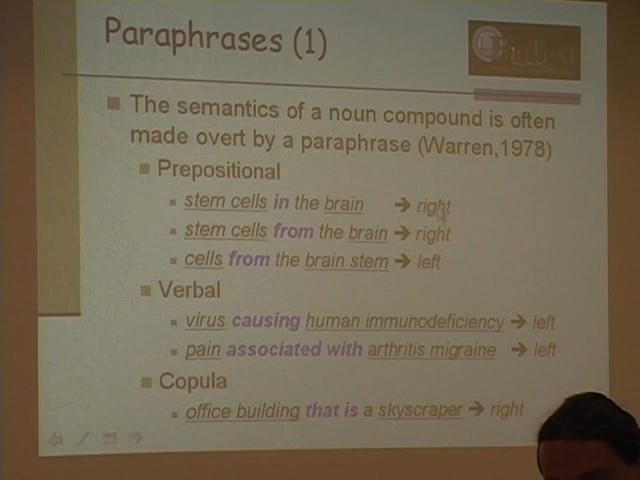 Paraphrases (1)
BioText
The semantics of a noun compound is often
made overt by a paraphrase (Warren,1978)
Prepositional
stem cells in the brain → right
stem cells from the brain → right
cells from the brain stem → left
Verbal
virus causing human immunodeficiency → left
pain associated with arthritis migraine → left
Copula
office building that is a skyscraper → right